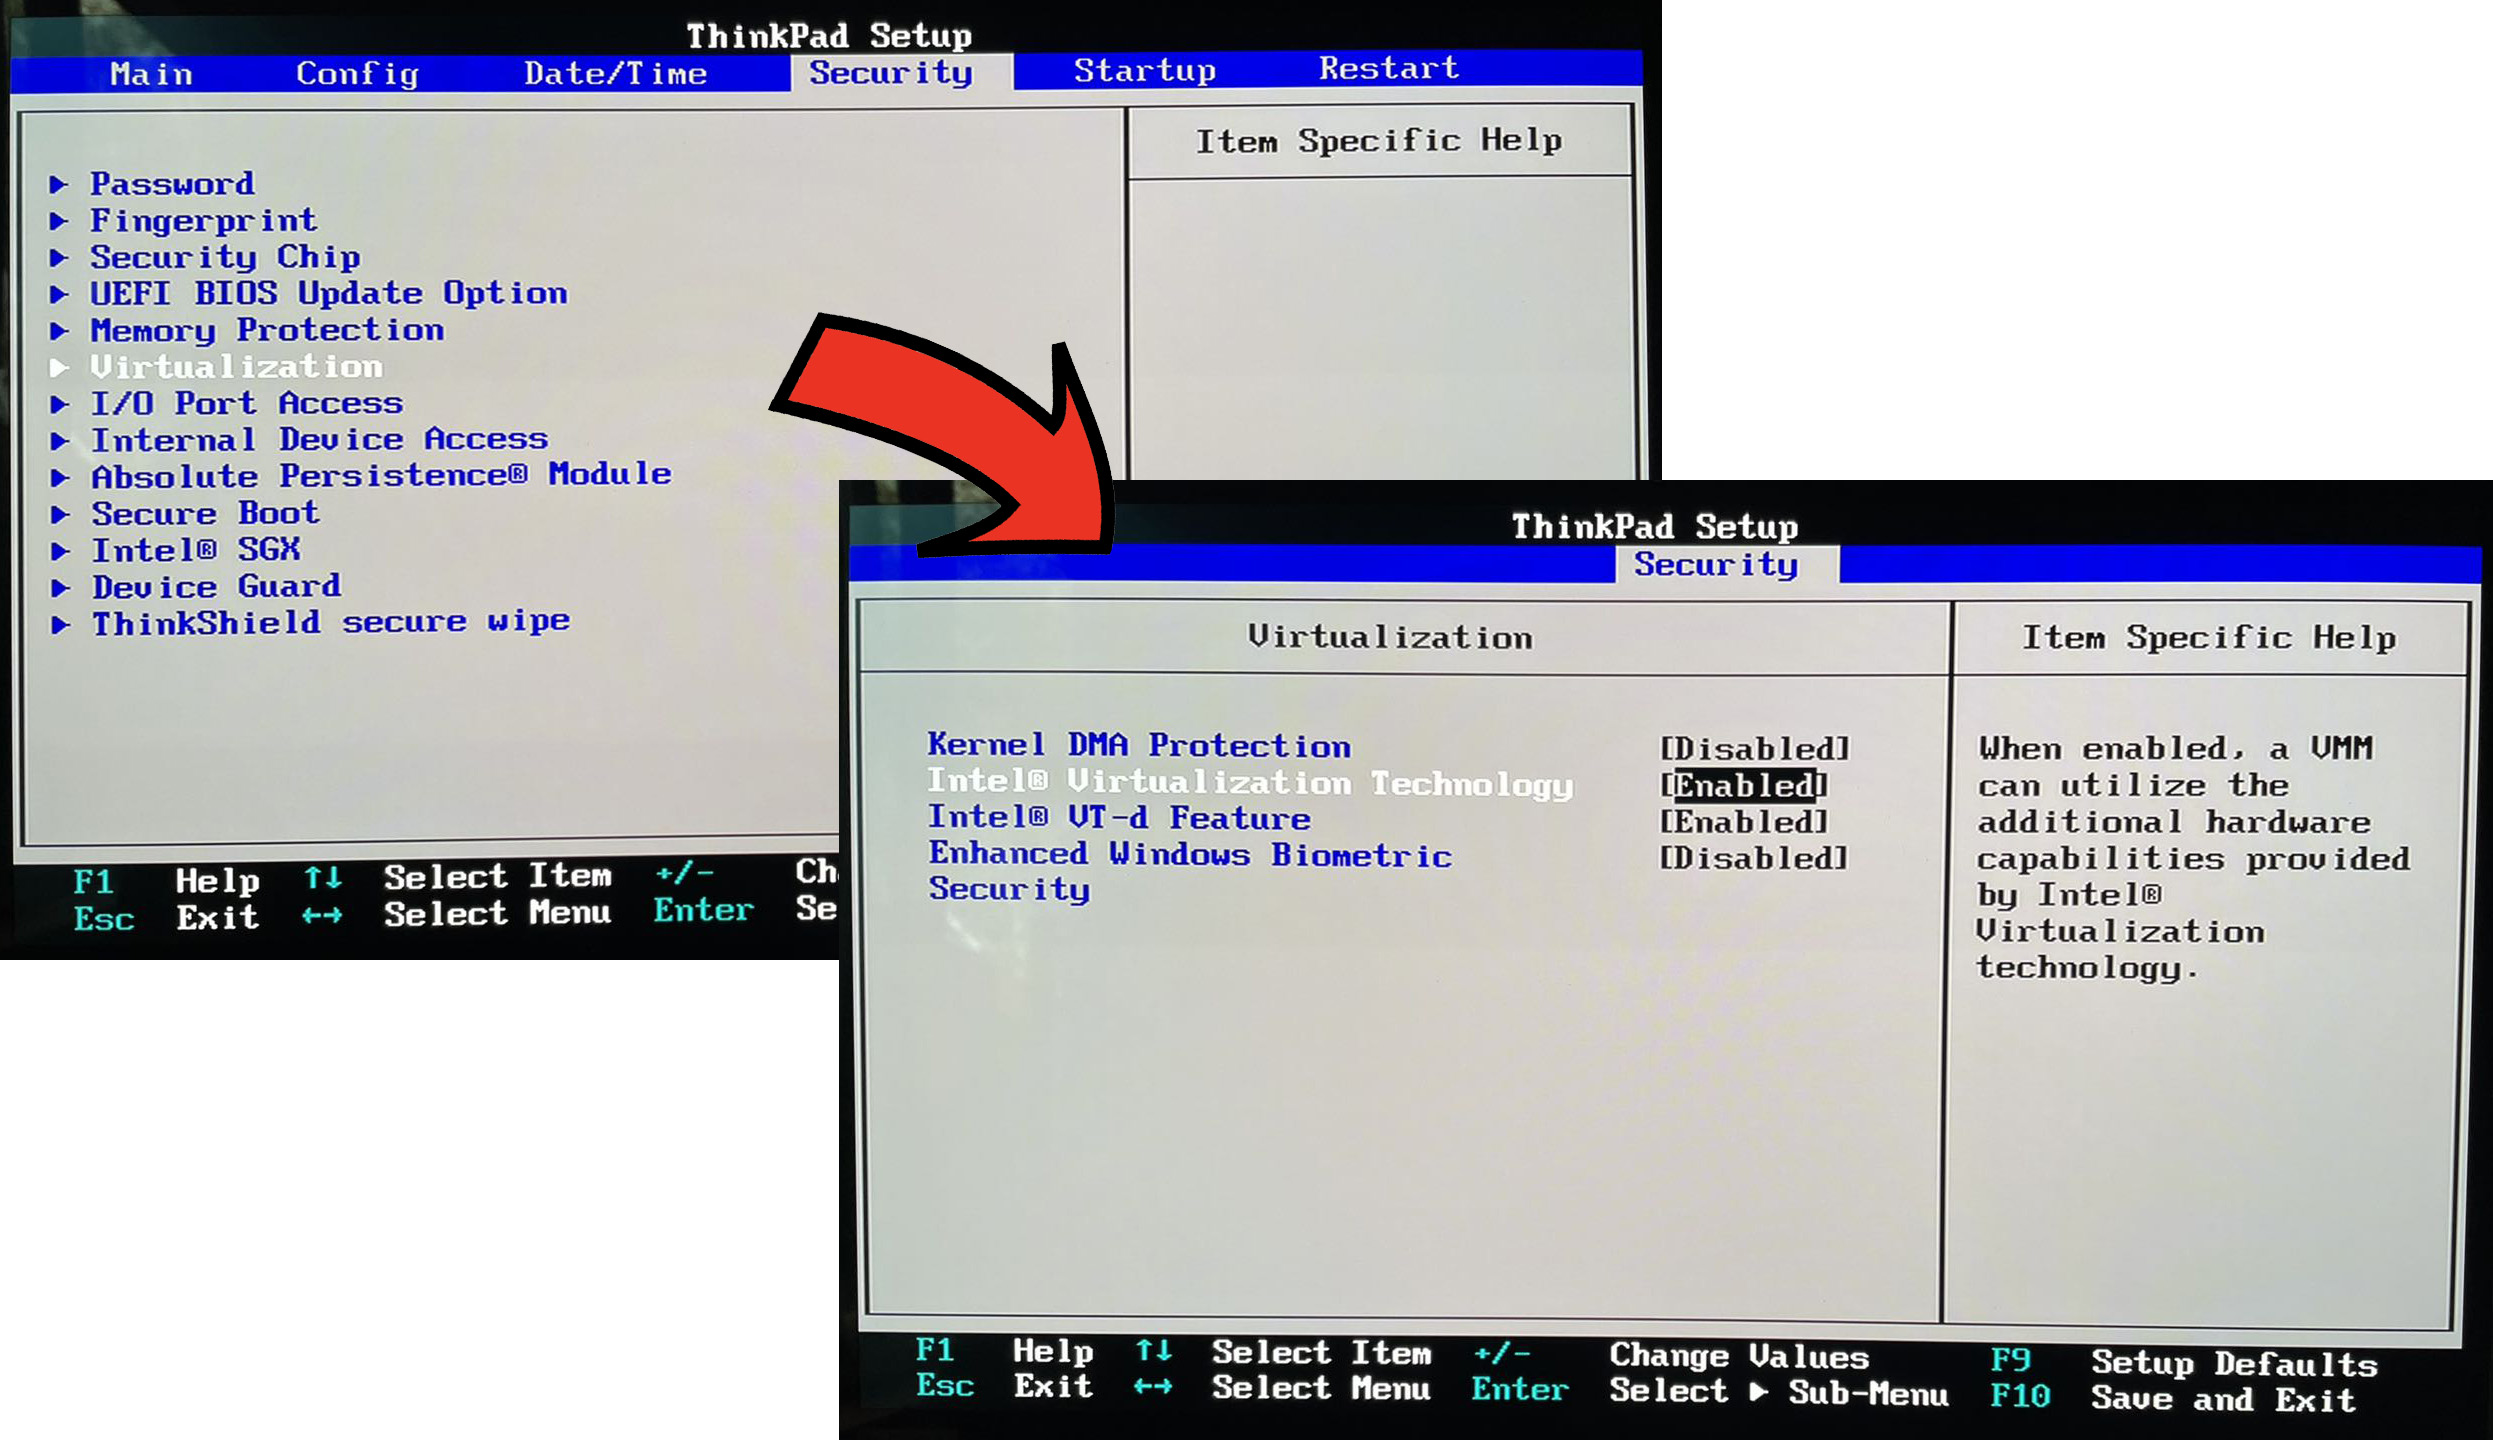 ThinkPad Setup
Main Config Date/Time Security Startup Restart
Item Specific Help
Password
Fingerprint
Security Chip
UEFI BIOS Update Option
Memory Protection
Virtualization
I/O Port Access
Internal Device Access
Absolute Persistence® Module
Secure Boot
Intel® SGX
Device Guard
ThinkShield secure wipe
F1 Help ↑↓ Select Item +/- Ch
Esc Exit ←→ Select Menu Enter Se
ThinkPad Setup
Security
Virtualization
Kernel DMA Protection [Disabled]
Intel® Virtualization Technology [Enabled]
Intel® VT-d Feature [Enabled]
Enhanced Windows Biometric [Disabled]
Security
Item Specific Help
When enabled, a VMM
can utilize the
additional hardware
capabilities provided
by Intel®
Virtualization
technology.
F1 Help ↑↓ Select Item +/- Change Values F9 Setup Defaults
Esc Exit ←→ Select Menu Enter Select ▶ Sub-Menu F10 Save and Exit